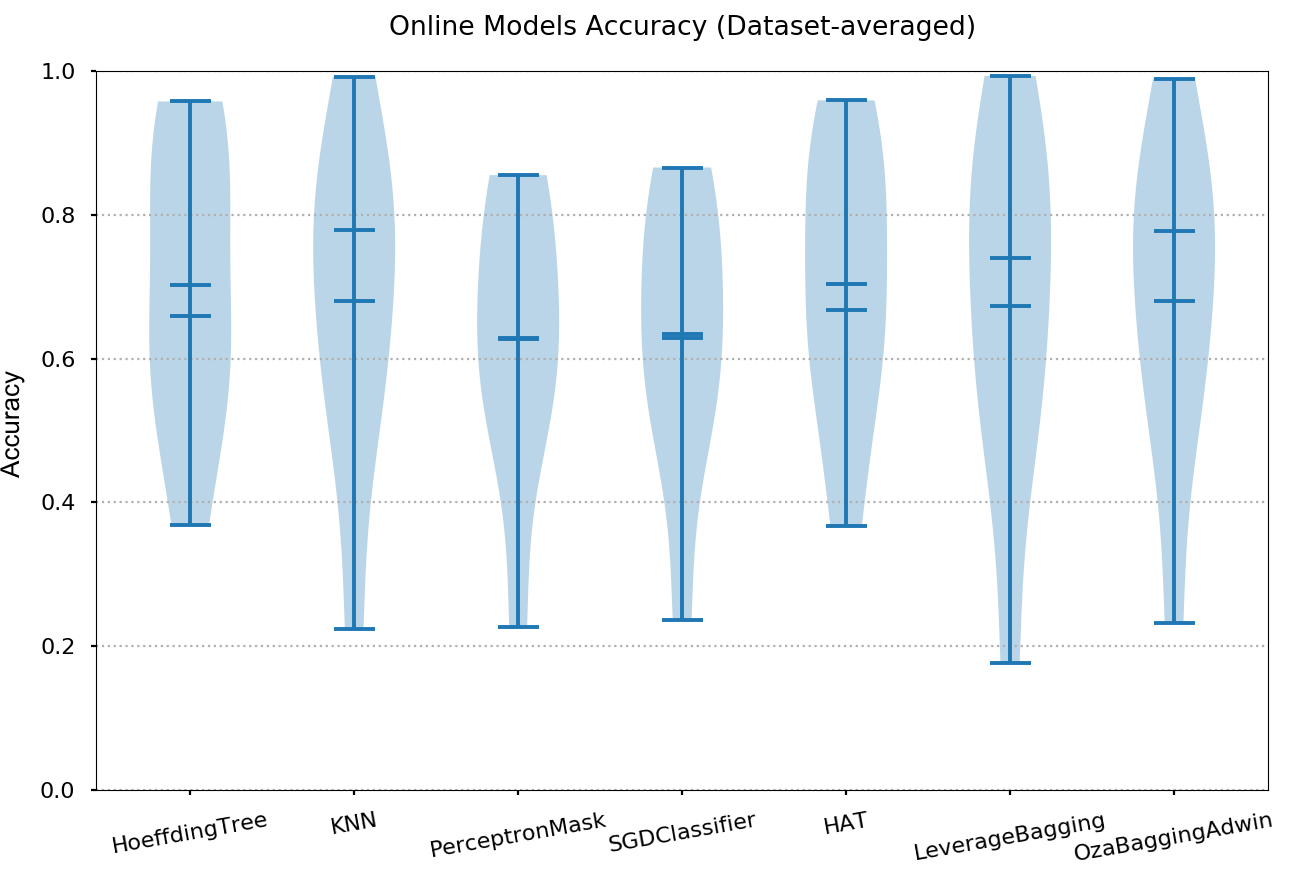 Online Models Accuracy (Dataset-averaged)
1.0
0.8
0.6
0.4
0.2
0.0
Accuracy
HoeffdingTree
KNN
PerceptronMask
SGDClassifier
HAT
LeverageBagging
OzaBaggingAdwin